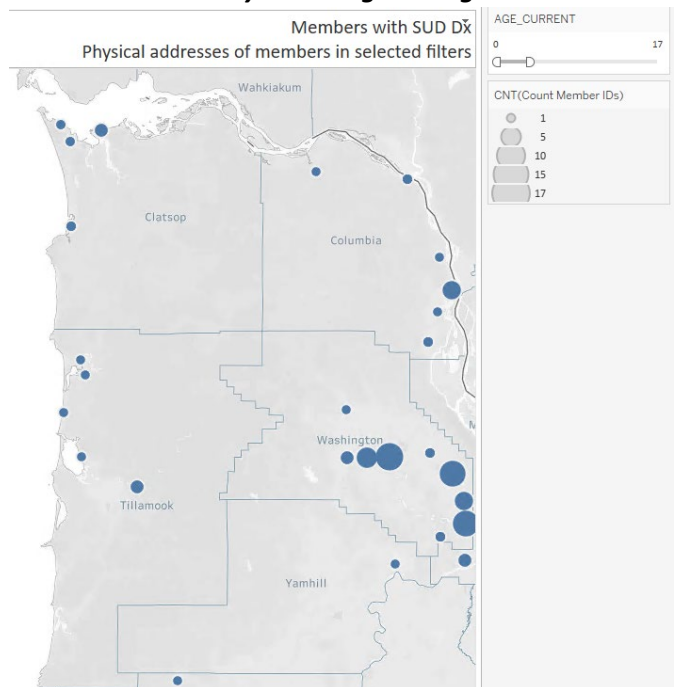 Members with SUD Dx
Physical addresses of members in selected filters
Wahkiakum
Clatsop
Columbia
Washington
Tillamook
Yamhill
AGE_CURRENT
0 17
CNT(Count Member IDs)
1
5
10
15
17